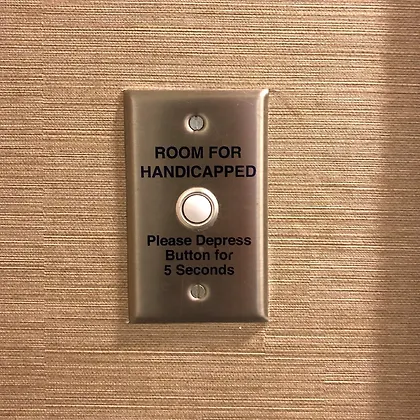 ROOM FOR
HANDICAPPED
Please Depress
Button for
5 Seconds